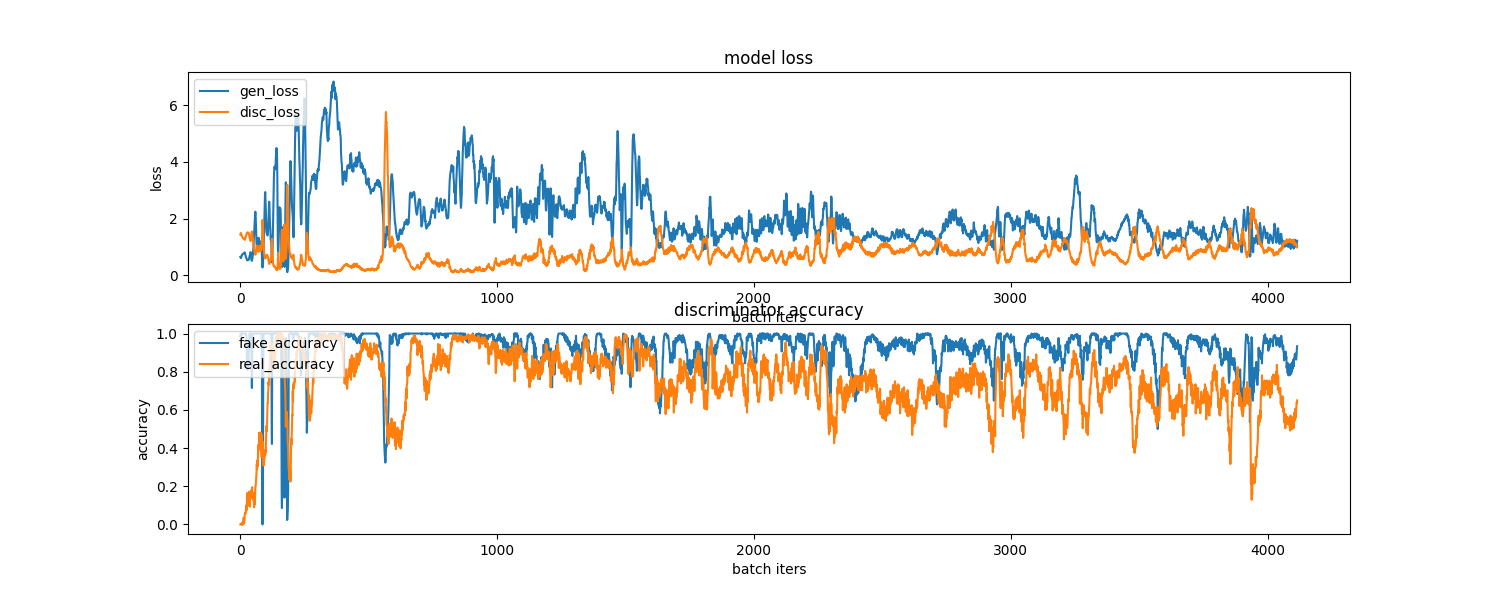 model loss
gen_loss
disc_loss
6
4
2
0
loss
0 1000 2000 3000 4000
batch iters
discriminator accuracy
fake_accuracy
real_accuracy
1.0
0.8
0.6
0.4
0.2
0.0
accuracy
0 1000 2000 3000 4000
batch iters